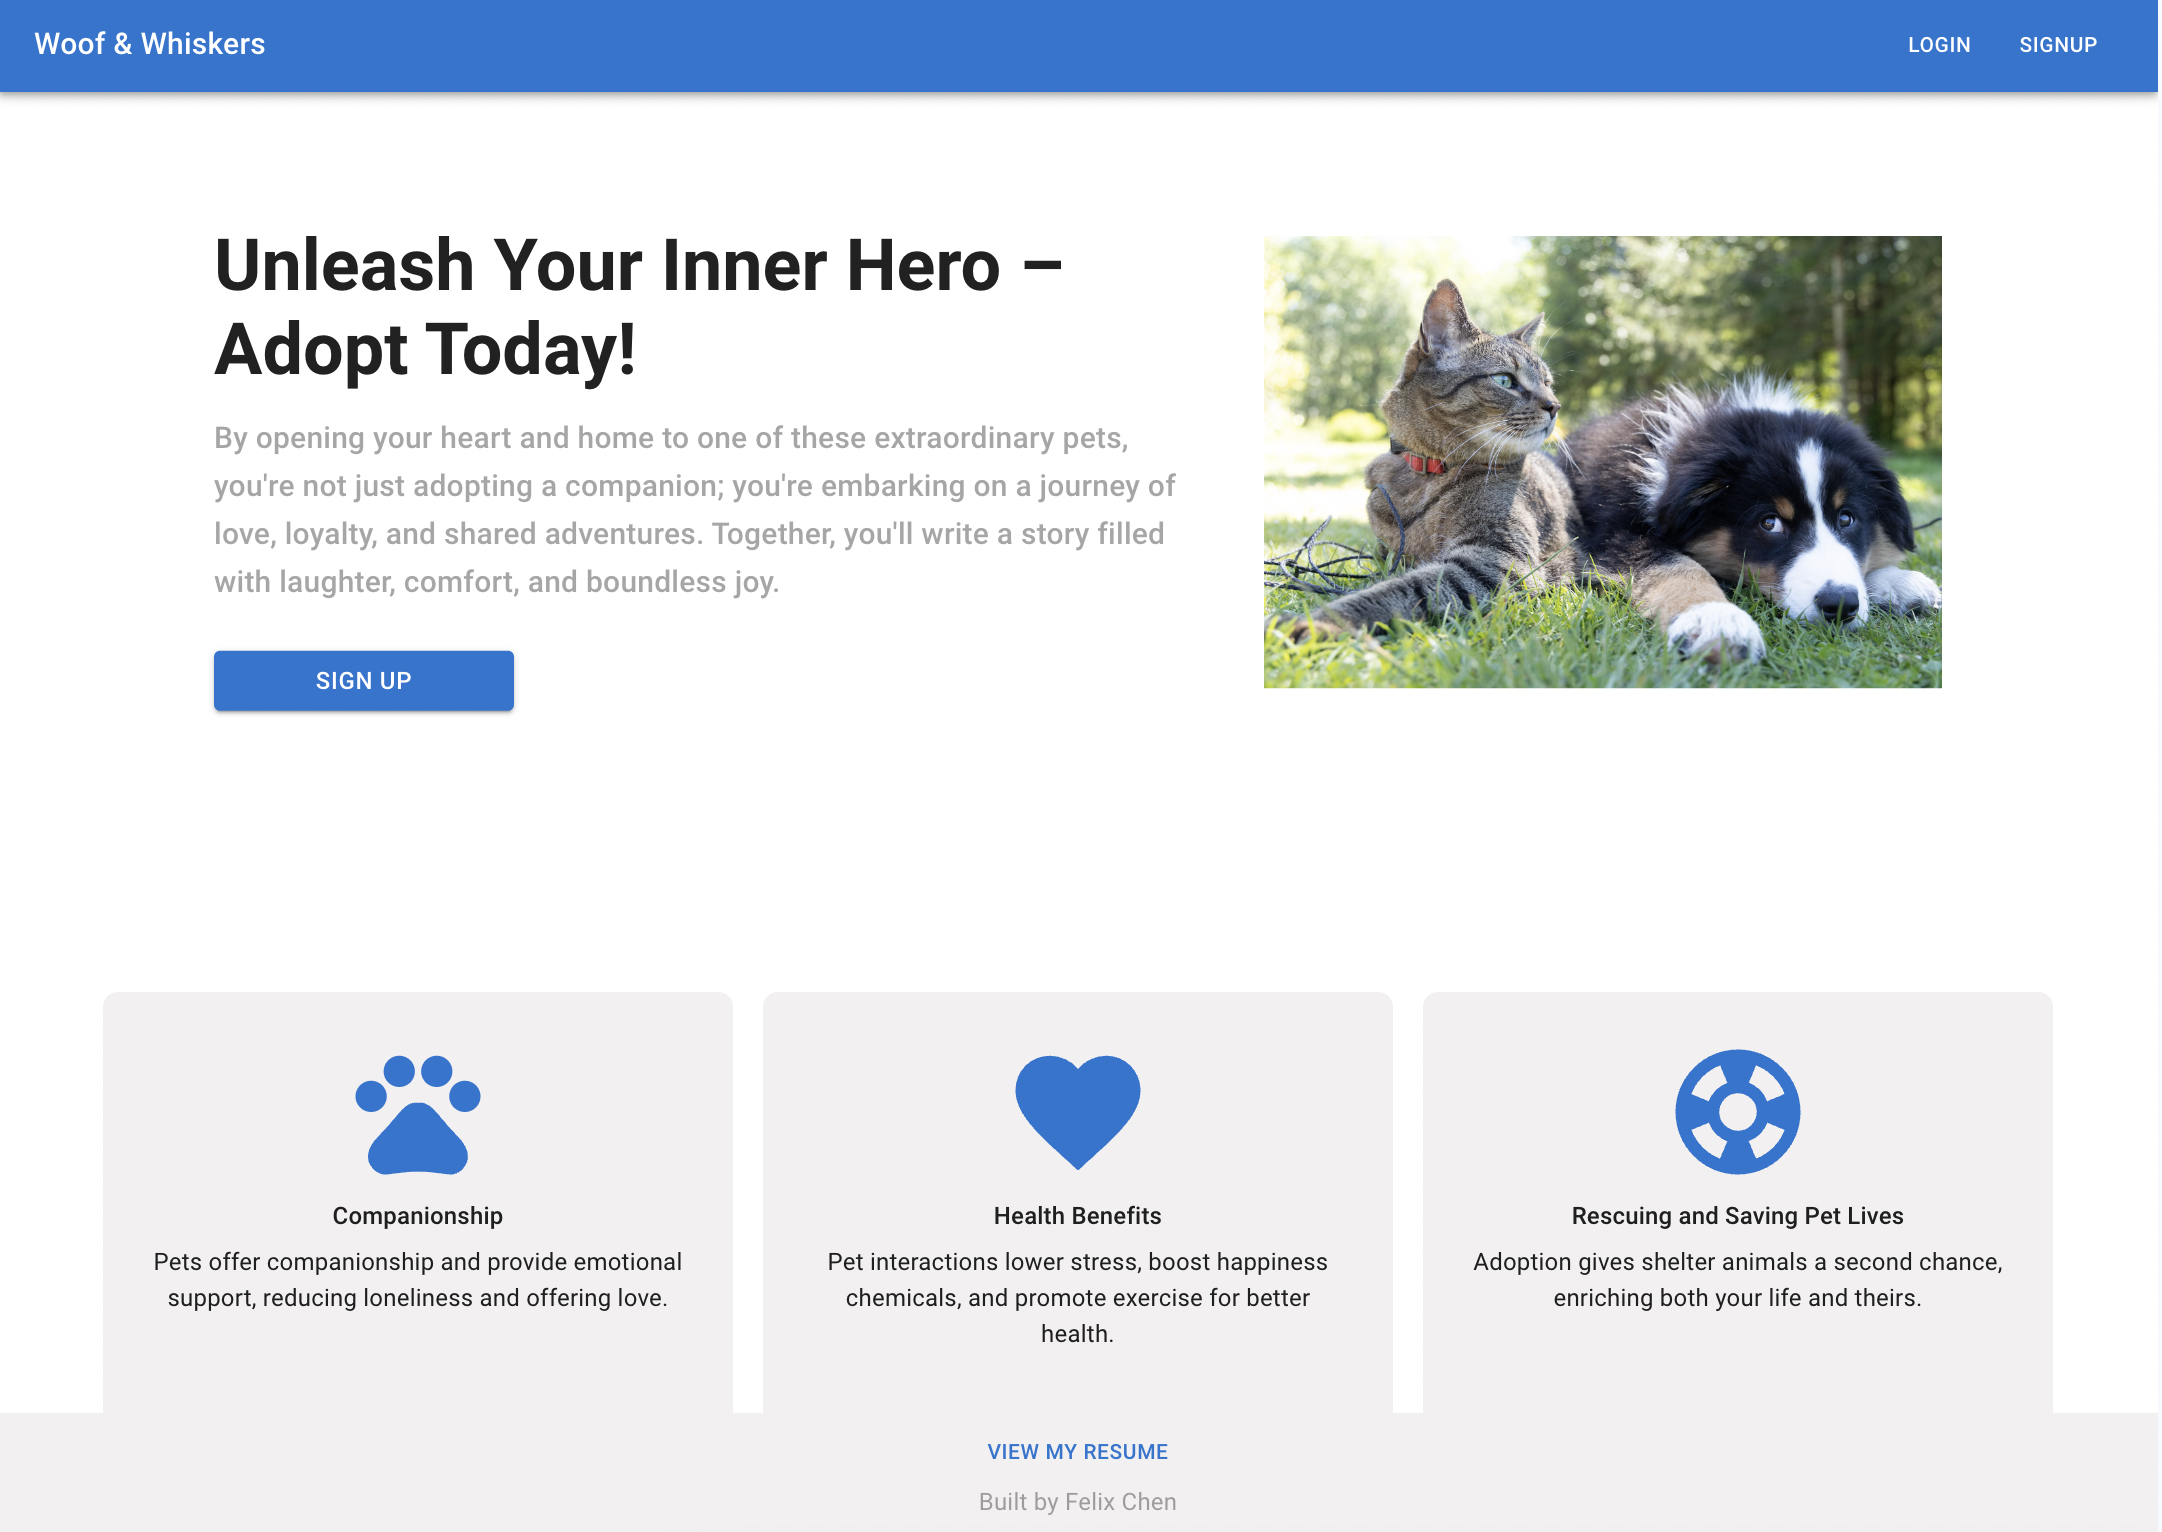 Woof & Whiskers
LOGIN
SIGNUP
Unleash Your Inner Hero –
Adopt Today!
By opening your heart and home to one of these extraordinary pets,
you're not just adopting a companion; you're embarking on a journey of
love, loyalty, and shared adventures. Together, you'll write a story filled
with laughter, comfort, and boundless joy.
SIGN UP
Companionship
Pets offer companionship and provide emotional
support, reducing loneliness and offering love.
Health Benefits
Pet interactions lower stress, boost happiness
chemicals, and promote exercise for better
health.
Rescuing and Saving Pet Lives
Adoption gives shelter animals a second chance,
enriching both your life and theirs.
VIEW MY RESUME
Built by Felix Chen